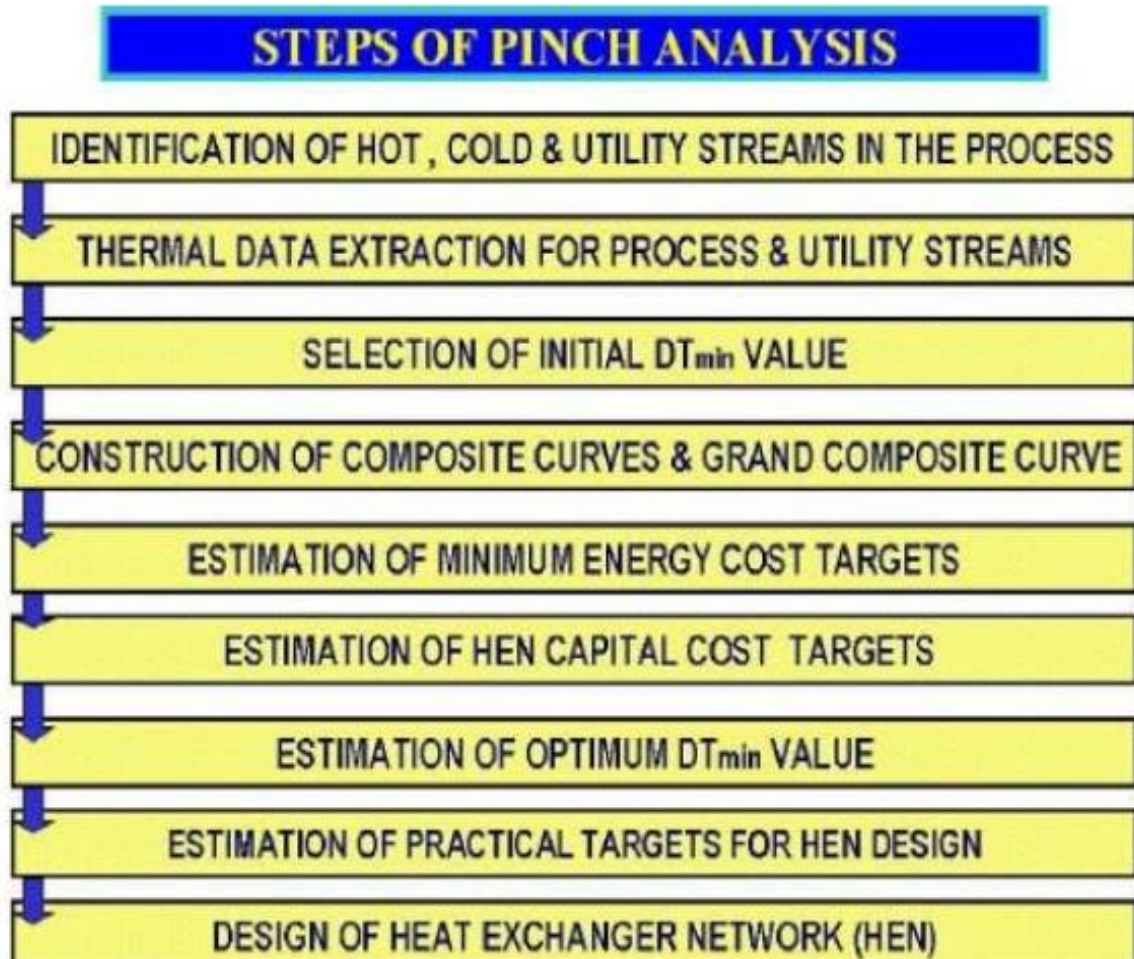 STEPS OF PINCH ANALYSIS
IDENTIFICATION OF HOT , COLD & UTILITY STREAMS IN THE PROCESS
THERMAL DATA EXTRACTION FOR PROCESS & UTILITY STREAMS
SELECTION OF INITIAL DTmin VALUE
CONSTRUCTION OF COMPOSITE CURVES & GRAND COMPOSITE CURVE
ESTIMATION OF MINIMUM ENERGY COST TARGETS
ESTIMATION OF HEN CAPITAL COST TARGETS
ESTIMATION OF OPTIMUM DTmin VALUE
ESTIMATION OF PRACTICAL TARGETS FOR HEN DESIGN
DESIGN OF HEAT EXCHANGER NETWORK (HEN)